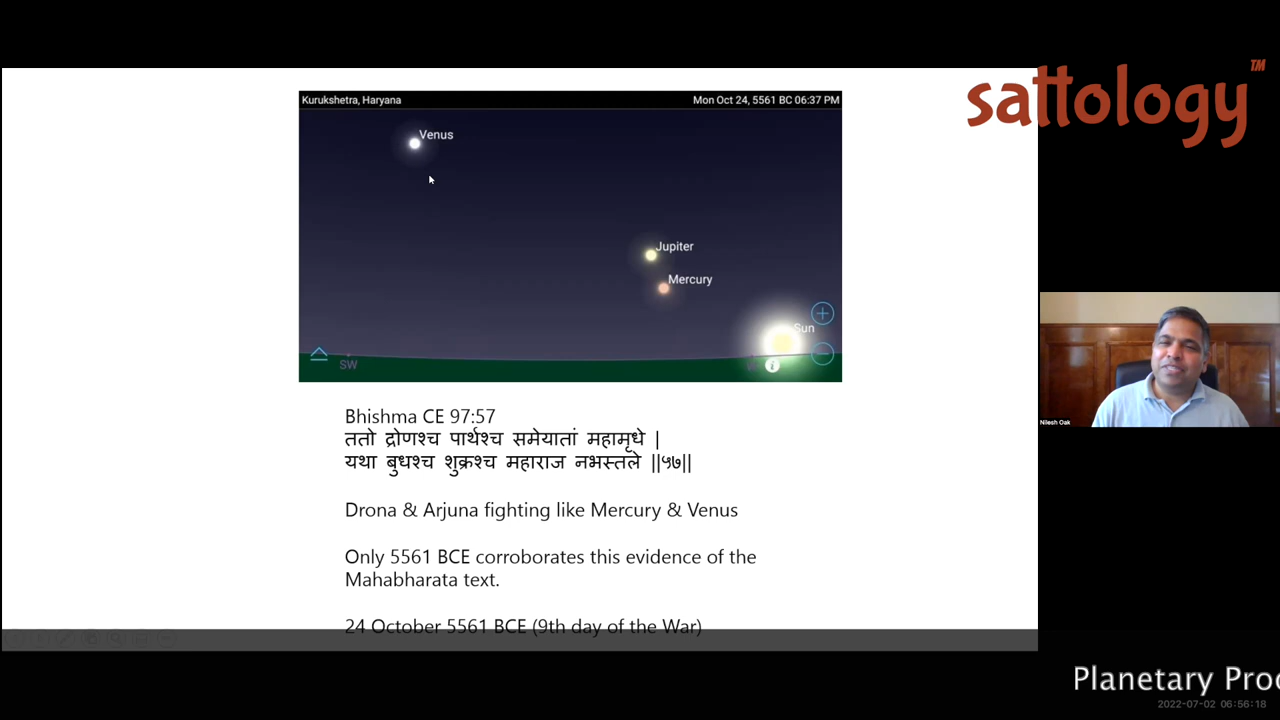 sattology™
Kurukshetra, Haryana
Mon Oct 24, 5561 BC 06:37 PM
Venus
Jupiter
Mercury
Sun
SW
W
Bhishma CE 97:57
ततो द्रोणश्च पार्थश्च समेयातां महामृधे |
यथा बुधश्च शुक्रश्च महाराज नभस्तले ||५७||
Drona & Arjuna fighting like Mercury & Venus
Only 5561 BCE corroborates this evidence of the
Mahabharata text.
24 October 5561 BCE (9th day of the War)
Nilesh Oak
Planetary
2022-07-02 06:56:18